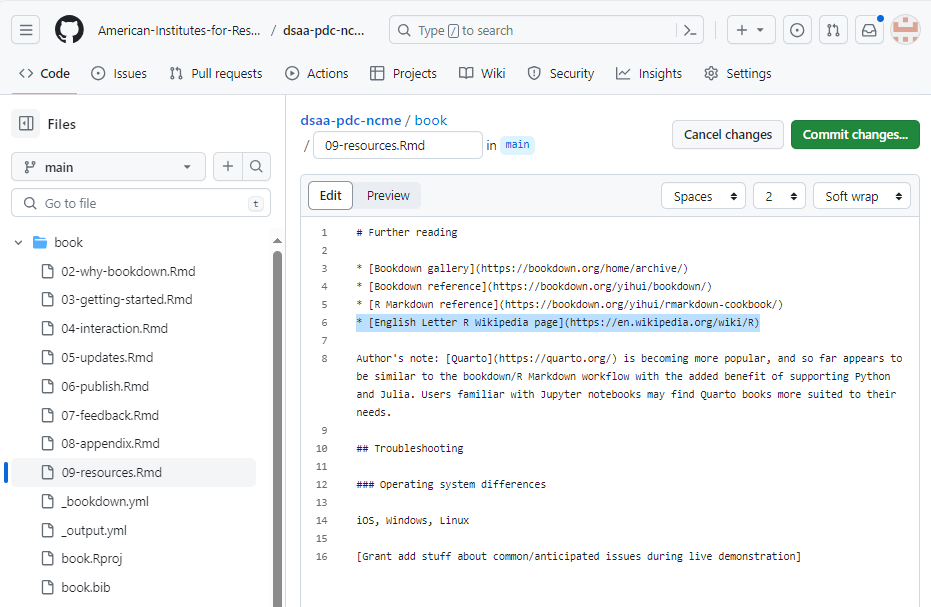 American-Institutes-for-Res... / dsaa-pdc-nc...
Type / to search
Code
Issues
Pull requests
Actions
Projects
Wiki
Security
Insights
Settings
Files
main
Go to file
t
book
02-why-bookdown.Rmd
03-getting-started.Rmd
04-interaction.Rmd
05-updates.Rmd
06-publish.Rmd
07-feedback.Rmd
08-appendix.Rmd
09-resources.Rmd
_bookdown.yml
_output.yml
book.Rproj
book.bib
dsaa-pdc-ncme / book
/ 09-resources.Rmd in main
Cancel changes
Commit changes...
Edit
Preview
Spaces
2
Soft wrap
1 # Further reading
2
3 * [Bookdown gallery](https://bookdown.org/home/archive/)
4 * [Bookdown reference](https://bookdown.org/yihui/bookdown/)
5 * [R Markdown reference](https://bookdown.org/yihui/rmarkdown-cookbook/)
6 * [English Letter R Wikipedia page](https://en.wikipedia.org/wiki/R)
7
8 Author's note: [Quarto](https://quarto.org/) is becoming more popular, and so far appears to
be similar to the bookdown/R Markdown workflow with the added benefit of supporting Python
and Julia. Users familiar with Jupyter notebooks may find Quarto books more suited to their
needs.
9
10 ## Troubleshooting
11
12 ### Operating system differences
13
14 iOS, Windows, Linux
15
16 [Grant add stuff about common/anticipated issues during live demonstration]